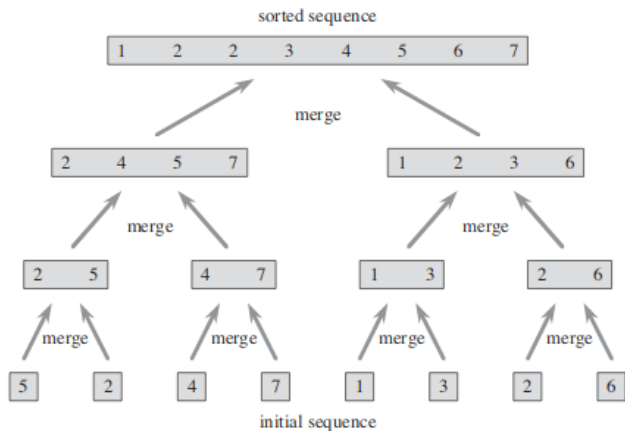 sorted sequence
1 2 2 3 4 5 6 7
merge
2 4 5 7 1 2 3 6
merge merge
2 5 4 7 1 3 2 6
merge merge merge merge
5 2 4 7 1 3 2 6
initial sequence